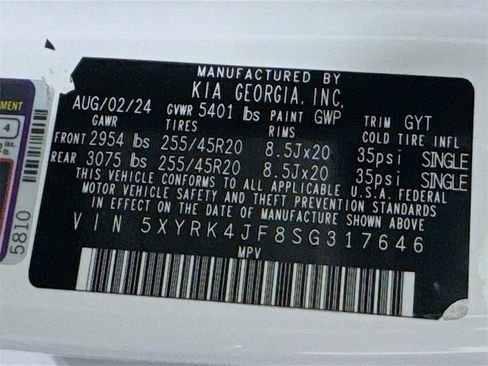 MANUFACTURED BY
KIA GEORGIA, INC.
AUG/02/24 GVWR 5401 lbs PAINT GWP TRIM GYT
GAWR TIRES RIMS COLD TIRE INFL
FRONT 2954 lbs 255/45R20 8.5Jx20 35psi SINGLE
REAR 3075 lbs 255/45R20 8.5Jx20 35psi SINGLE
THIS VEHICLE CONFORMS TO ALL APPLICABLE U.S.A. FEDERAL
MOTOR VEHICLE SAFETY AND THEFT PREVENTION STANDARDS
IN EFFECT ON THE DATE OF MANUFACTURE SHOWN ABOVE.
VIN 5XYRK4JF8SG317646
MPV
4
5810